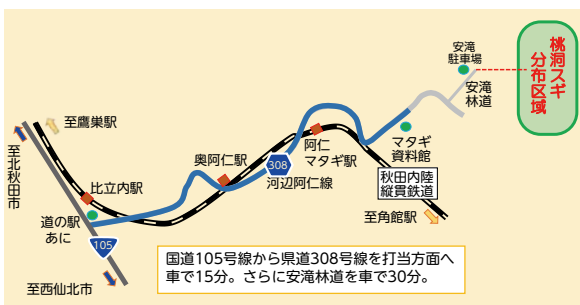 桃洞スギ
分布区域
安滝
駐車場
安滝
林道
至鷹巣駅
至北秋田市
奥阿仁駅
308
河辺阿仁線
阿仁
マタギ駅
マタギ
資料館
比立内駅
秋田内陸
縦貫鉄道
道の駅
あに
至角館駅
105
国道105号線から県道308号線を打当方面へ
車で15分。さらに安滝林道を車で30分。
至西仙北市